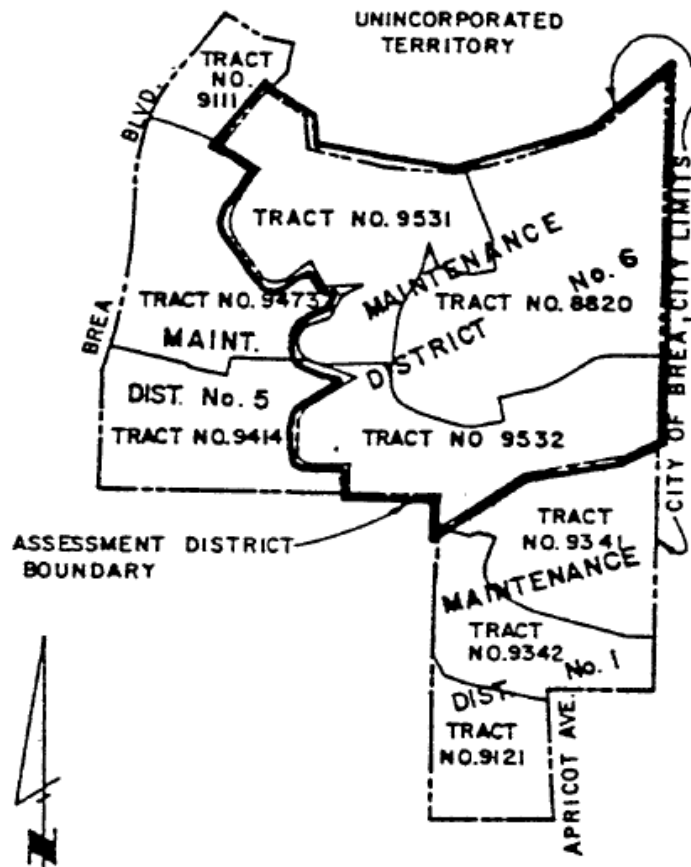 UNINCORPORATED
TERRITORY
TRACT
NO.
9111
BLVD.
BREA
TRACT NO. 9531
MAINTENANCE
DISTRICT
No. 6
TRACT NO. 8820
TRACT NO. 9473
MAINT.
DIST. No. 5
TRACT NO. 9414
TRACT NO 9532
CITY OF BREA, CITY LIMITS
ASSESSMENT DISTRICT
BOUNDARY
TRACT
NO. 9341
MAINTENANCE
TRACT
NO. 9342
DIST. No. 1
TRACT
NO. 9121
APRICOT AVE.
N